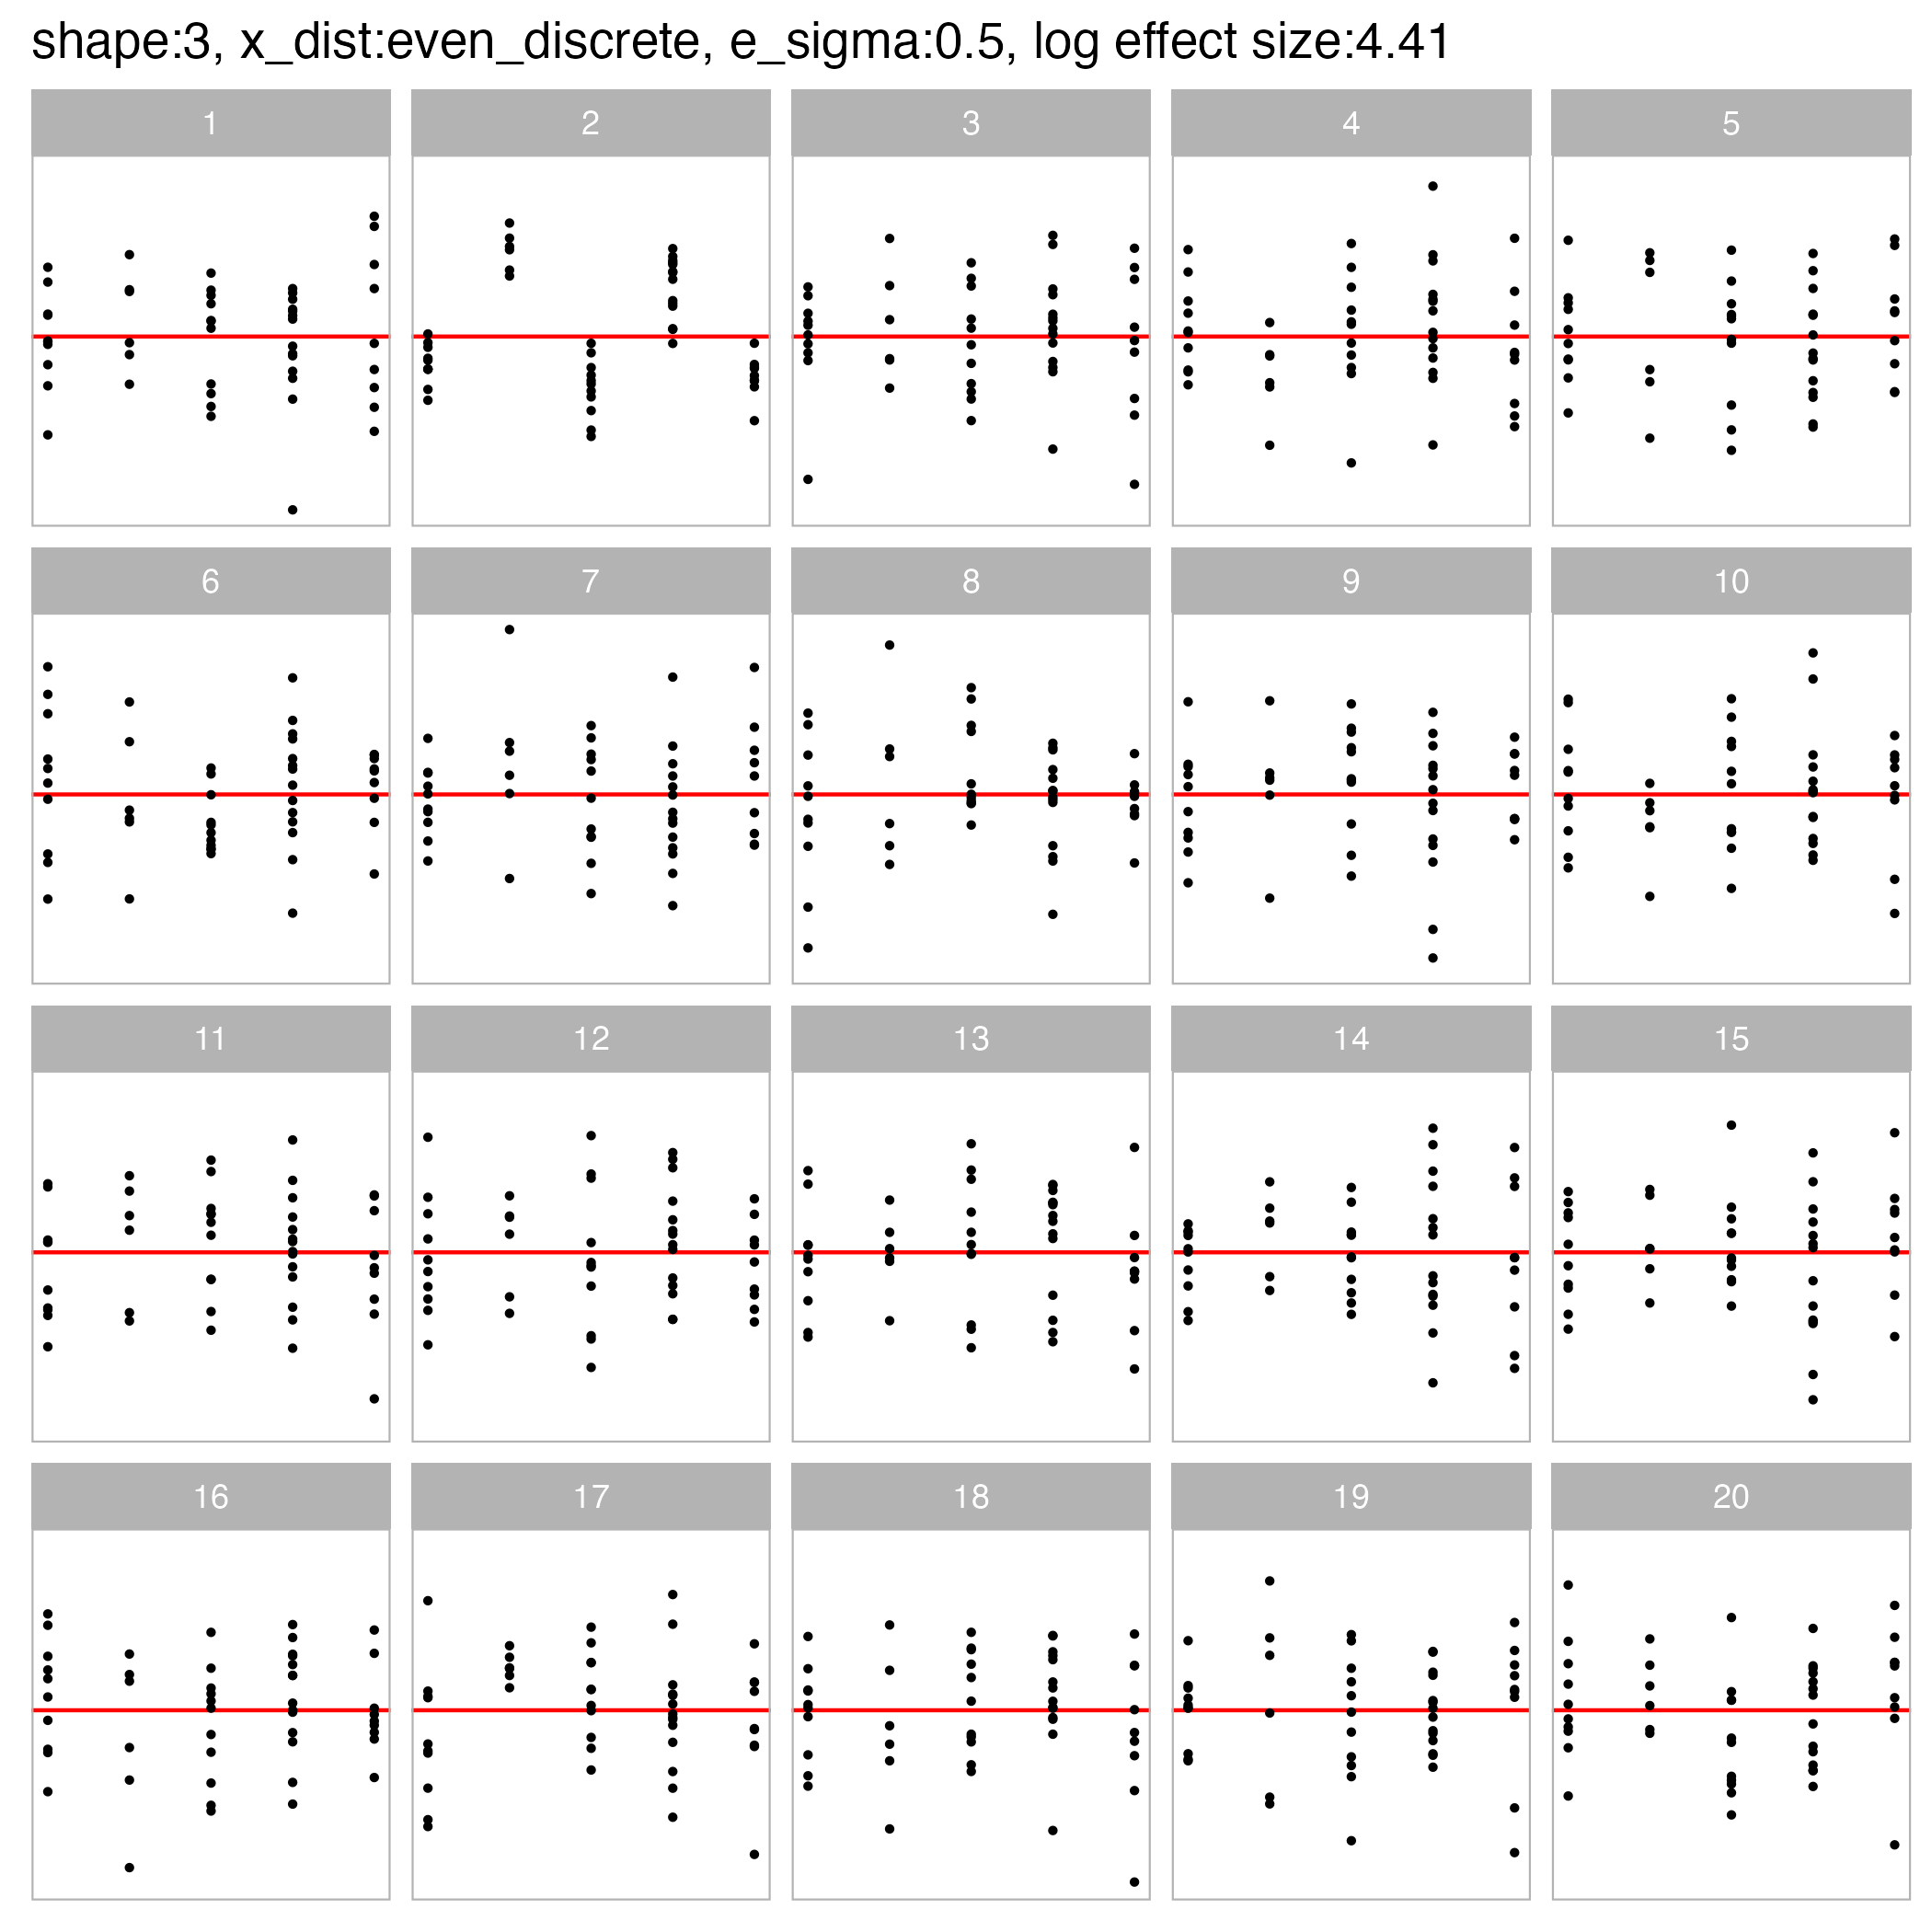 shape:3, x_dist:even_discrete, e_sigma:0.5, log effect size:4.41
1 2 3 4 5
6 7 8 9 10
11 12 13 14 15
16 17 18 19 20